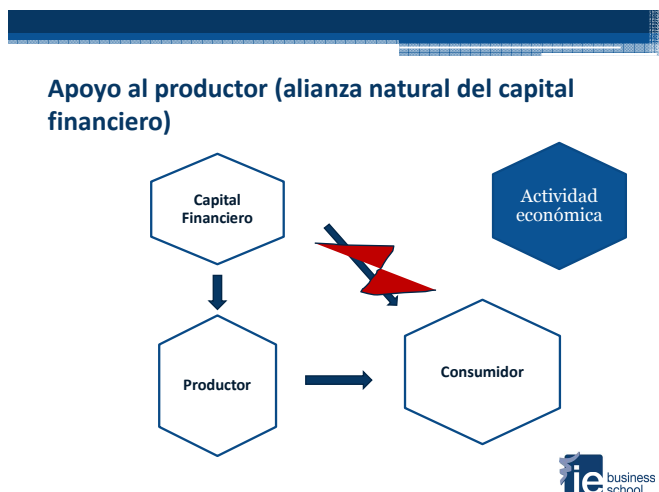 Apoyo al productor (alianza natural del capital
financiero)
Capital
Financiero
Actividad
económica
Productor
Consumidor
ie business
school